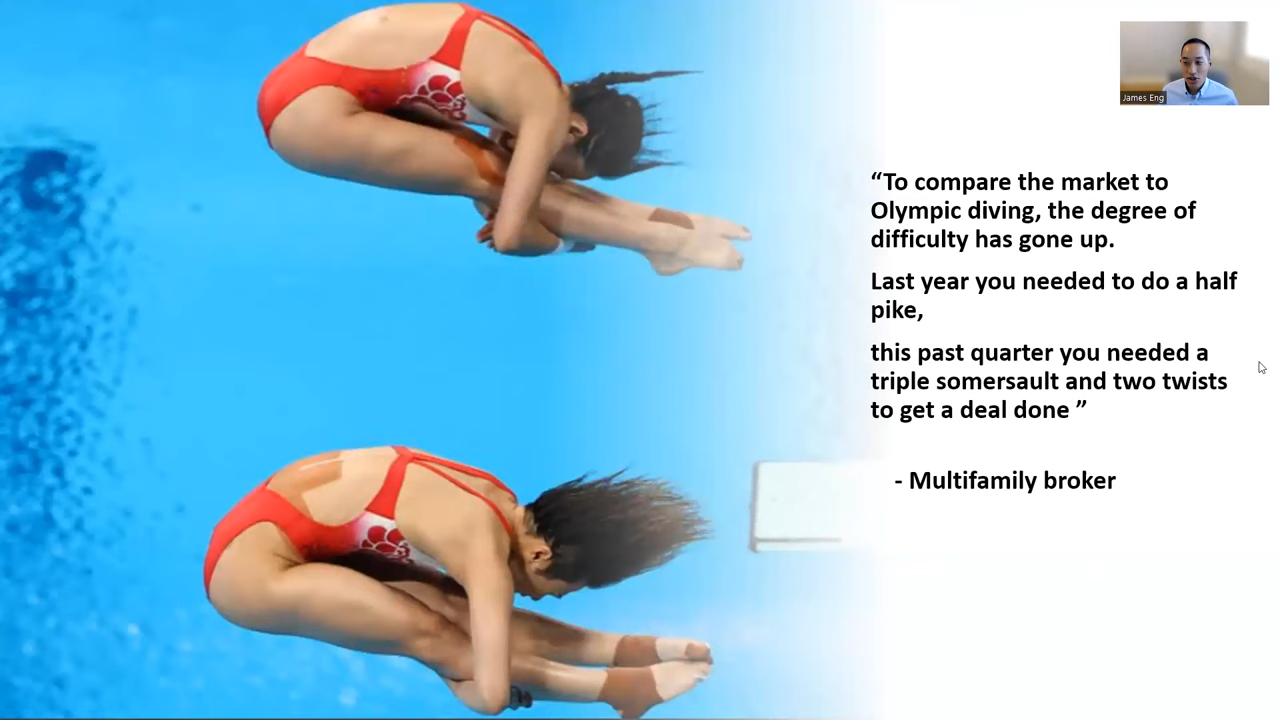 James Eng
“To compare the market to
Olympic diving, the degree of
difficulty has gone up.
Last year you needed to do a half
pike,
this past quarter you needed a
triple somersault and two twists
to get a deal done ”
- Multifamily broker